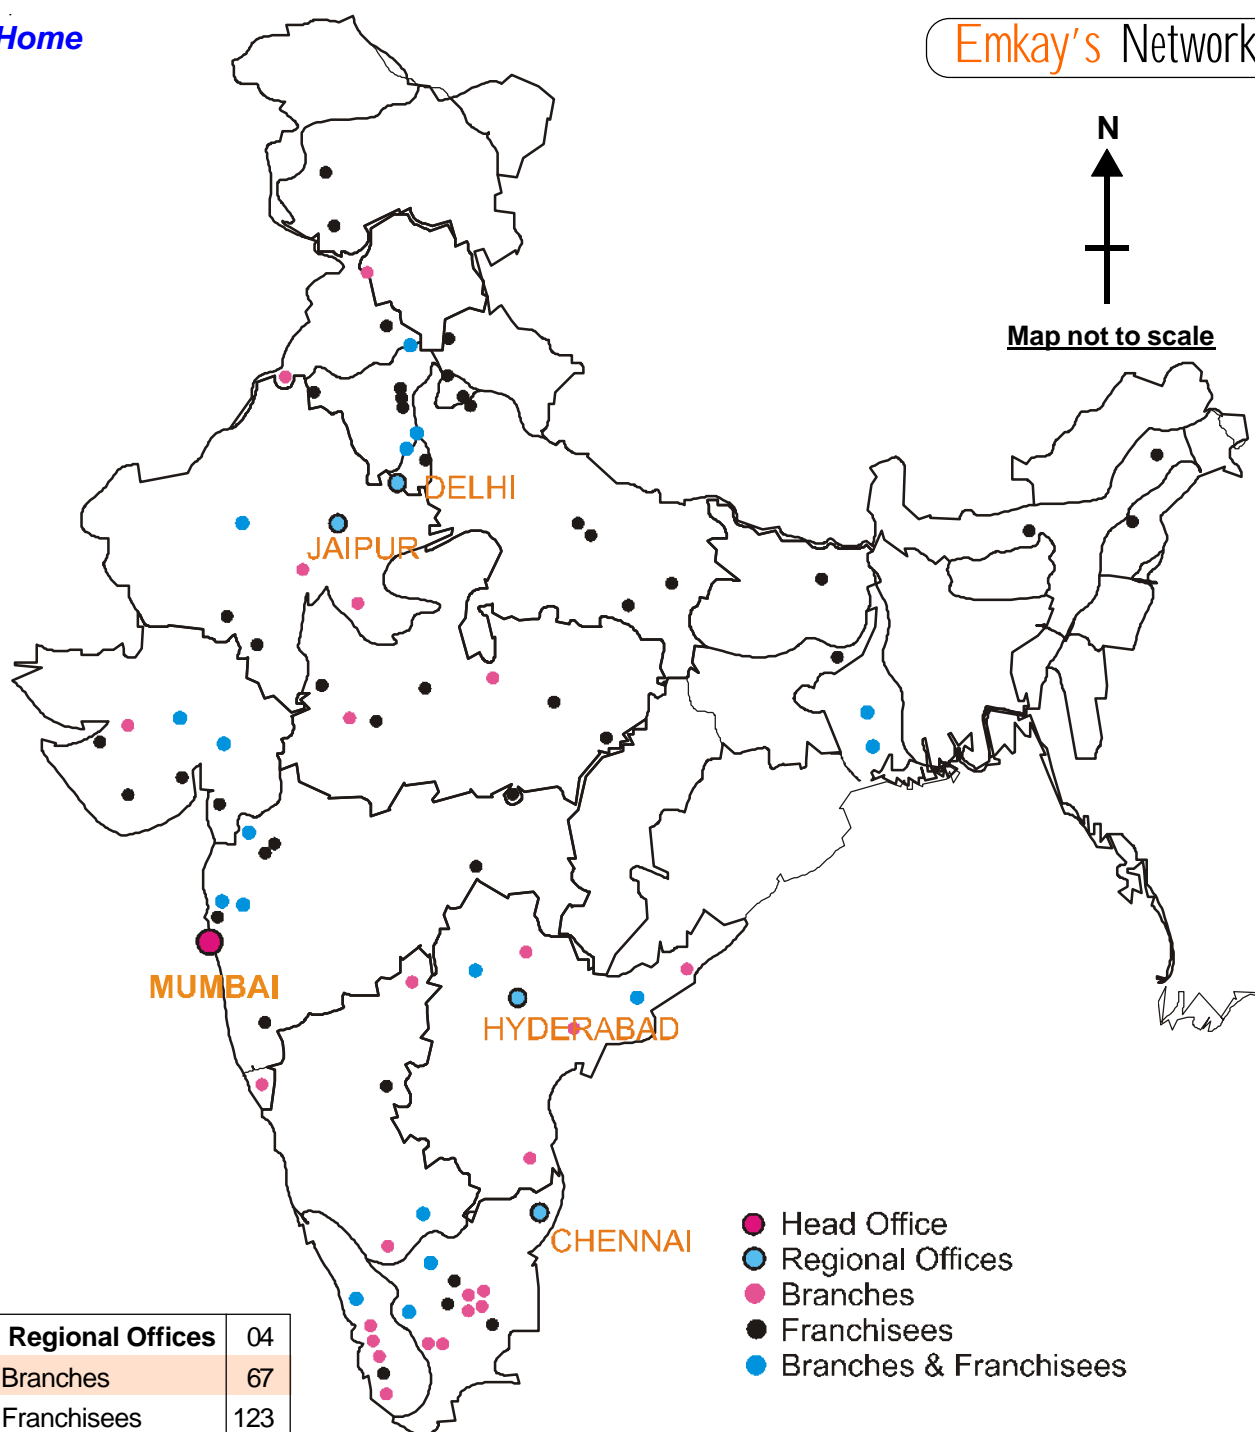 Home
Emkay's Network
N
Map not to scale
DELHI
JAIPUR
MUMBAI
HYDERABAD
CHENNAI
Head Office
Regional Offices
Branches
Franchisees
Branches & Franchisees
Regional Offices 04
Branches 67
Franchisees 123